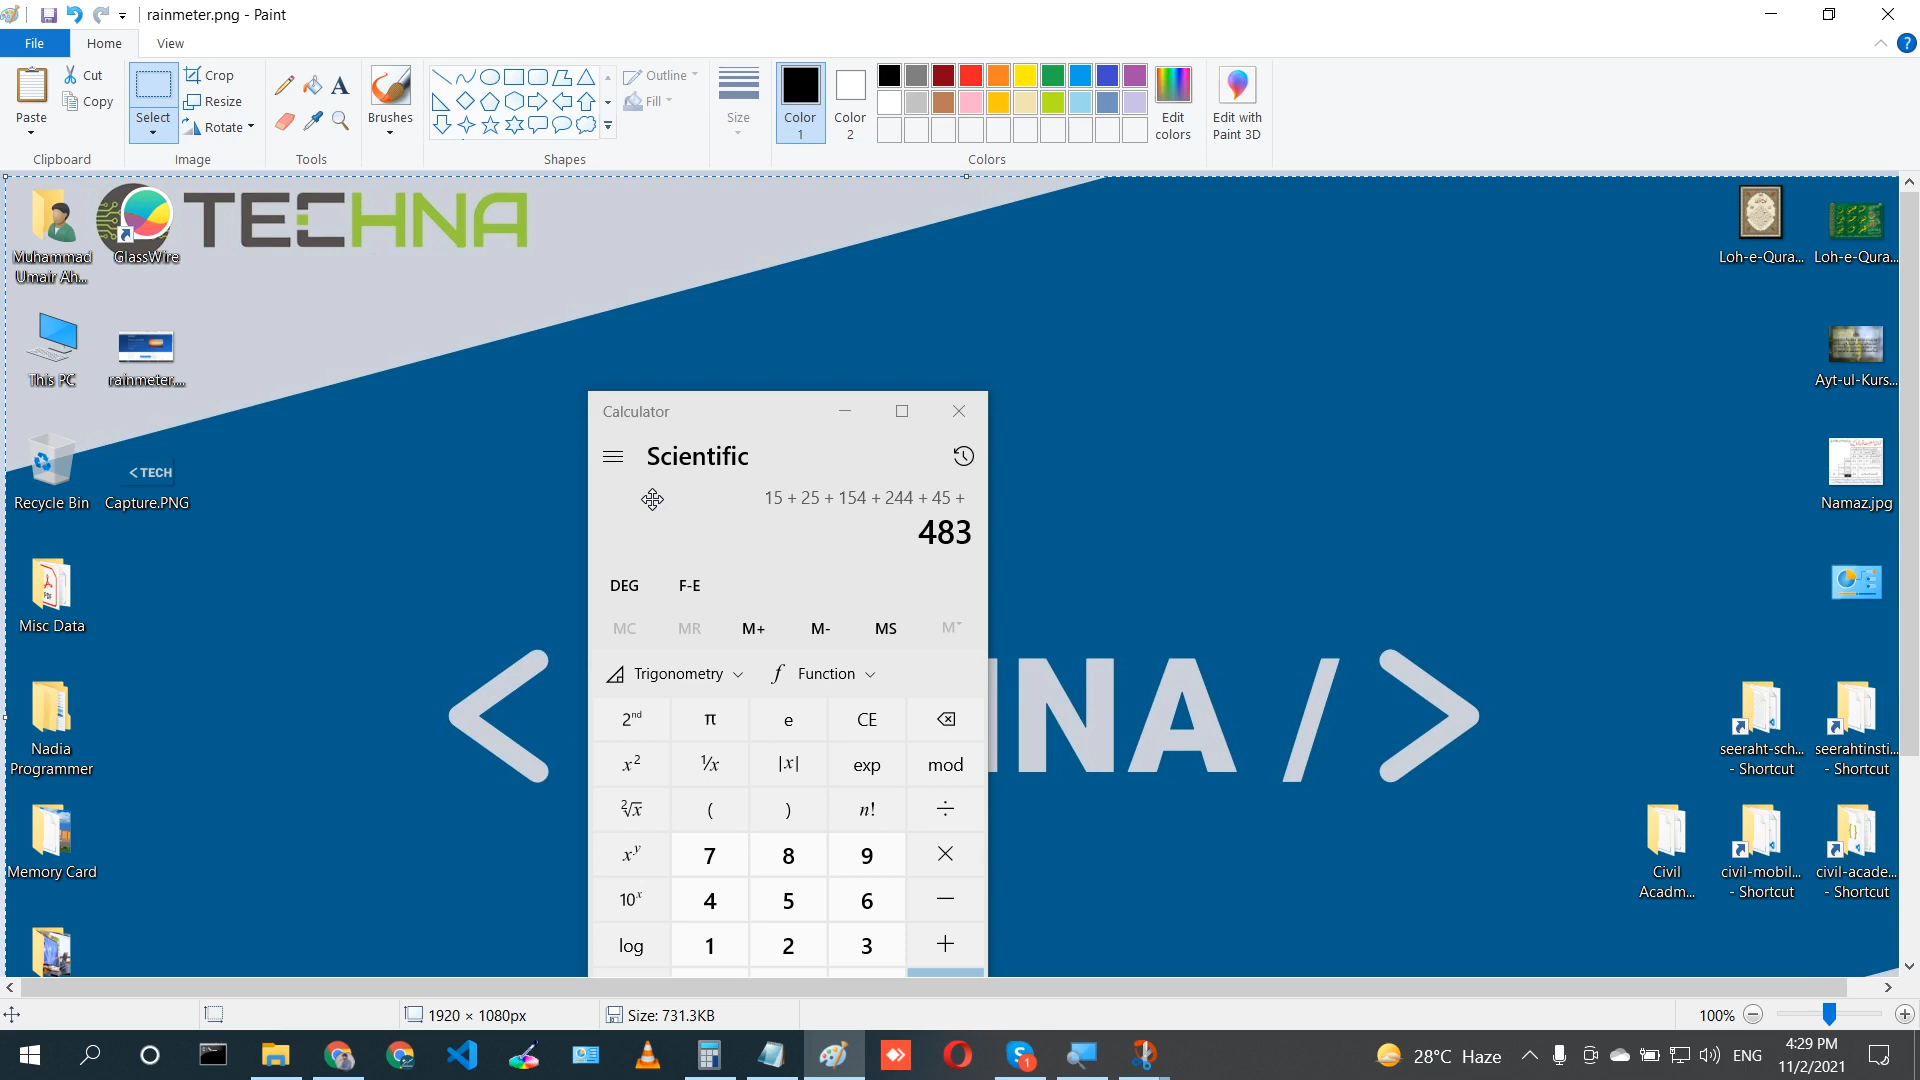 rainmeter.png - Paint
File Home View
Paste
Cut
Copy
Clipboard
Select
Crop
Resize
Rotate
Image
Tools
Brushes
Shapes
Outline
Fill
Size
Color
1
Color
2
Edit
colors
Colors
Edit with
Paint 3D
TECHNA
Muhammad
Umair Ah...
GlassWire
This PC
rainmeter....
Recycle Bin
< TECH
Capture.PNG
Misc Data
Nadia
Programmer
Memory Card
Loh-e-Qura...
Loh-e-Qura...
Ayt-ul-Kurs...
Namaz.jpg
seeraht-sch...
- Shortcut
seerahtinsti...
- Shortcut
Civil
Acadm...
civil-mobil...
- Shortcut
civil-acade...
- Shortcut
< NA / >
Calculator
Scientific
15 + 25 + 154 + 244 + 45 +
483
DEG F-E
MC MR M+ M- MS M˅
Trigonometry Function
2ⁿᵈ π e CE
x² ¹/x |x| exp mod
²√x ( ) n! ÷
xʸ 7 8 9 ×
10ˣ 4 5 6 −
log 1 2 3 +
1920 × 1080px
Size: 731.3KB
100%
1
28°C Haze
ENG
4:29 PM
11/2/2021